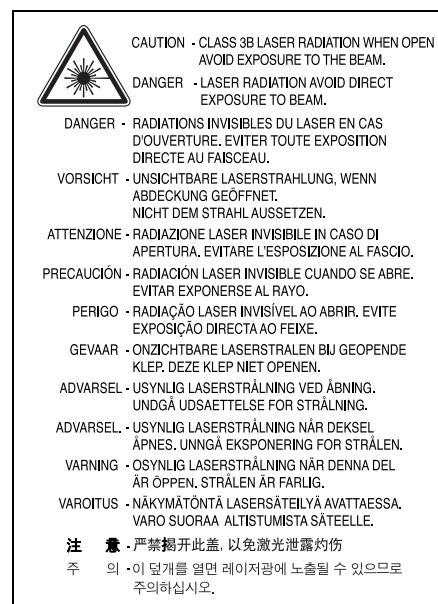 CAUTION - CLASS 3B LASER RADIATION WHEN OPEN
AVOID EXPOSURE TO THE BEAM.
DANGER - LASER RADIATION AVOID DIRECT
EXPOSURE TO BEAM.
DANGER - RADIATIONS INVISIBLES DU LASER EN CAS
D'OUVERTURE. EVITER TOUTE EXPOSITION
DIRECTE AU FAISCEAU.
VORSICHT - UNSICHTBARE LASERSTRAHLUNG, WENN
ABDECKUNG GEÖFFNET.
NICHT DEM STRAHL AUSSETZEN.
ATTENZIONE - RADIAZIONE LASER INVISIBILE IN CASO DI
APERTURA. EVITARE L'ESPOSIZIONE AL FASCIO.
PRECAUCIÓN - RADIACIÓN LASER INVISIBLE CUANDO SE ABRE.
EVITAR EXPONERSE AL RAYO.
PERIGO - RADIAÇÃO LASER INVISÍVEL AO ABRIR. EVITE
EXPOSIÇÃO DIRECTA AO FEIXE.
GEVAAR - ONZICHTBARE LASERSTRALEN BIJ GEOPENDE
KLEP. DEZE KLEP NIET OPENEN.
ADVARSEL - USYNLIG LASERSTRÅLNING VED ÅBNING.
UNDGÅ UDSAETTELSE FOR STRÅLNING.
ADVARSEL. - USYNLIG LASERSTRÅLNING NÅR DEKSEL
ÅPNES. UNNGÅ EKSPONERING FOR STRÅLEN.
VARNING - OSYNLIG LASERSTRÅLNING NÄR DENNA DEL
ÄR ÖPPEN. STRÅLEN ÄR FARLIG.
VAROITUS - NÄKYMÄTÖNTÄ LASERSÄTEILYÄ AVATTAESSA.
VARO SUORAA ALTISTUMISTA SÄTEELLE.
注 意 - 严禁揭开此盖, 以免激光泄露灼伤
주 의 - 이 덮개를 열면 레이저광에 노출될 수 있으므로
주의하십시오.